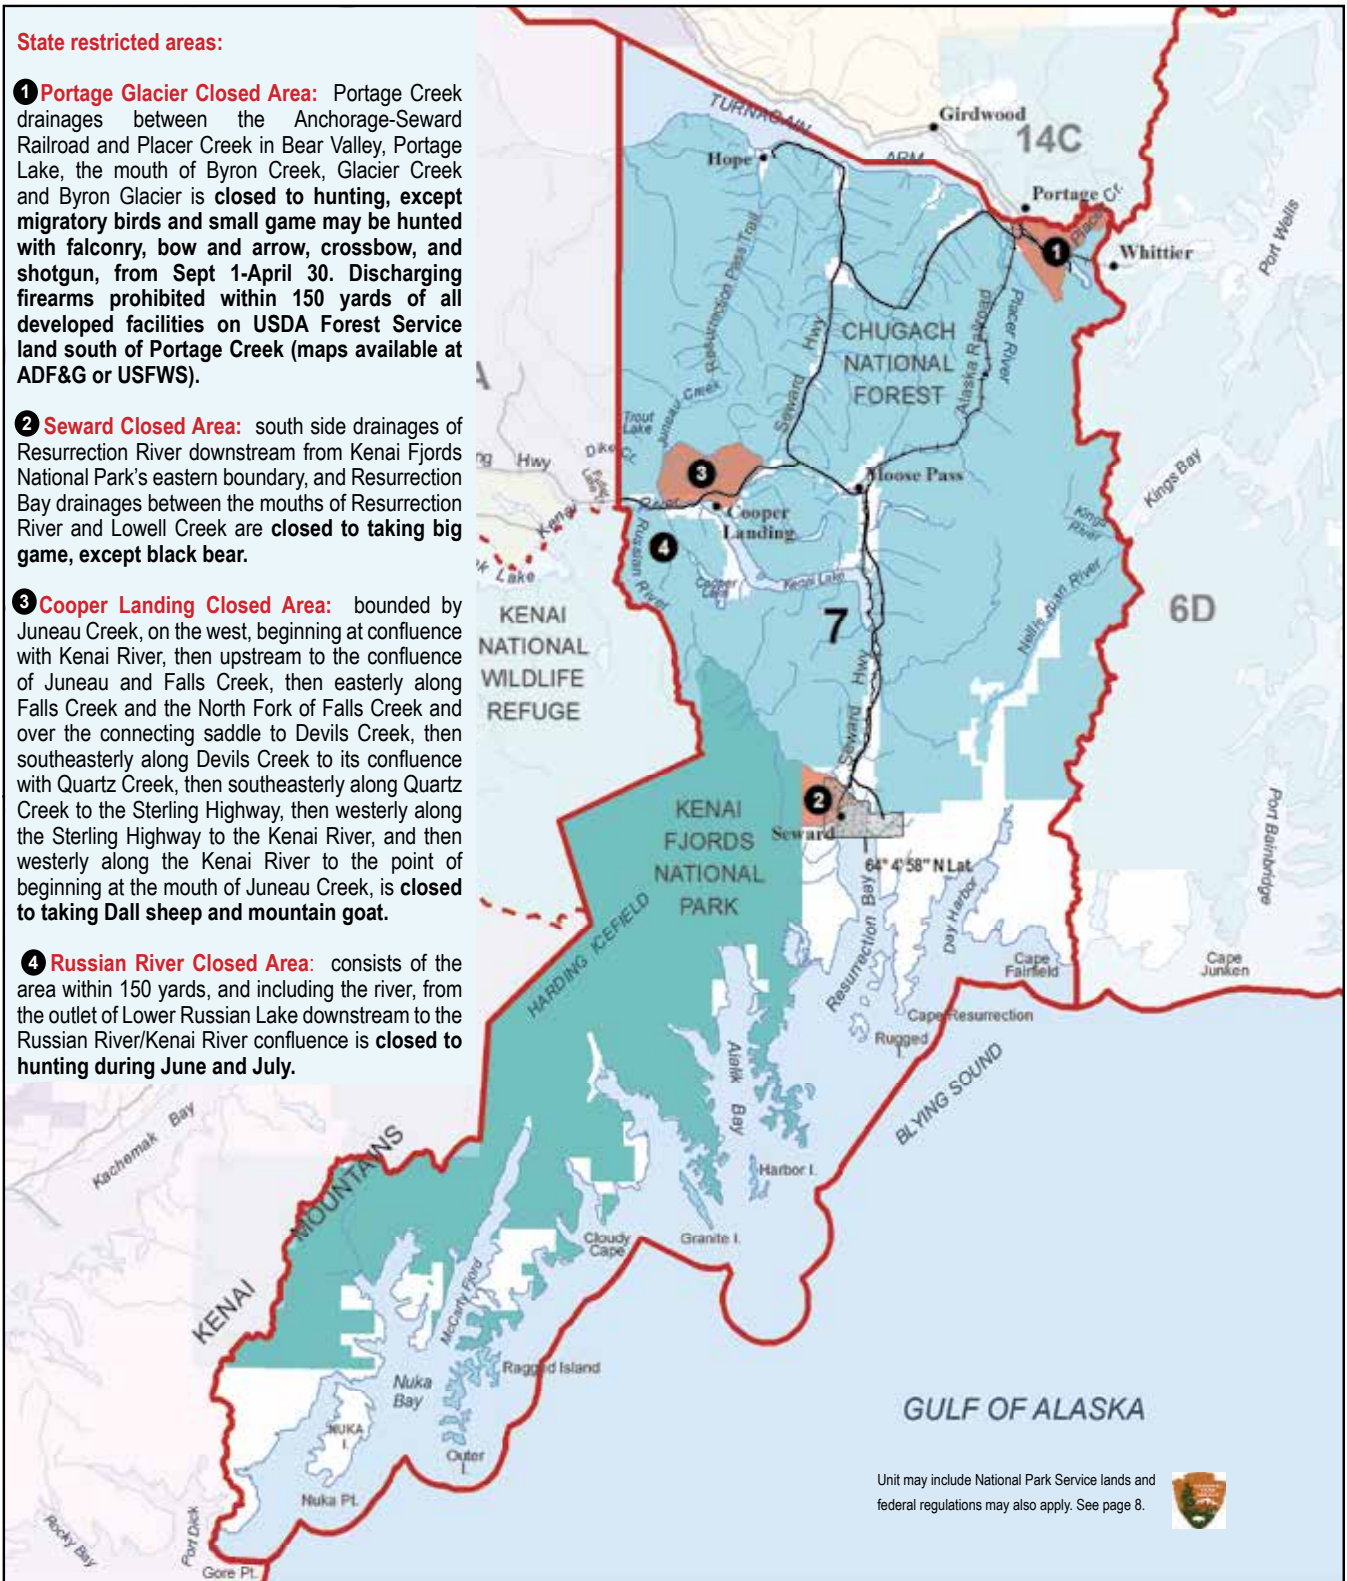 State restricted areas:
1 Portage Glacier Closed Area: Portage Creek
drainages between the Anchorage-Seward
Railroad and Placer Creek in Bear Valley, Portage
Lake, the mouth of Byron Creek, Glacier Creek
and Byron Glacier is closed to hunting, except
migratory birds and small game may be hunted
with falconry, bow and arrow, crossbow, and
shotgun, from Sept 1-April 30. Discharging
firearms prohibited within 150 yards of all
developed facilities on USDA Forest Service
land south of Portage Creek (maps available at
ADF&G or USFWS).
2 Seward Closed Area: south side drainages of
Resurrection River downstream from Kenai Fjords
National Park's eastern boundary, and Resurrection
Bay drainages between the mouths of Resurrection
River and Lowell Creek are closed to taking big
game, except black bear.
3 Cooper Landing Closed Area: bounded by
Juneau Creek, on the west, beginning at confluence
with Kenai River, then upstream to the confluence
of Juneau and Falls Creek, then easterly along
Falls Creek and the North Fork of Falls Creek and
over the connecting saddle to Devils Creek, then
southeasterly along Devils Creek to its confluence
with Quartz Creek, then southeasterly along Quartz
Creek to the Sterling Highway, then westerly along
the Sterling Highway to the Kenai River, and then
westerly along the Kenai River to the point of
beginning at the mouth of Juneau Creek, is closed
to taking Dall sheep and mountain goat.
4 Russian River Closed Area: consists of the
area within 150 yards, and including the river, from
the outlet of Lower Russian Lake downstream to the
Russian River/Kenai River confluence is closed to
hunting during June and July.
TURNAGAIN
ARM
Girdwood
14C
Hope
Portage
Placer Cr.
1
Whittier
Port Wells
Resurrection Pass Trail
Seward
Hwy
CHUGACH
NATIONAL
FOREST
Alaska Railroad
Placer River
A
Juneau Creek
Trout
Lake
Dike Cr.
Hwy
3
Moose Pass
Kings Bay
Kings
River
Kenai
River
Cooper
Landing
4
Russian River
Cooper
Lake
Kenai Lake
Lake
7
Nellie Juan River
6D
KENAI
NATIONAL
WILDLIFE
REFUGE
Seward
Hwy
KENAI
FJORDS
NATIONAL
PARK
2
Seward
64° 4'58" N Lat.
Port Bainbridge
HARDING ICEFIELD
Resurrection Bay
Day Harbor
Cape
Fairfield
Cape
Junken
Cape Resurrection
Rugged
I.
Aialik
Bay
BLYING SOUND
Kachemak Bay
KENAI
MOUNTAINS
Harbor I.
Cloudy
Cape
Granite I.
McCarty Fjord
Ragged Island
Nuka
Bay
NUKA
I.
Outer
I.
Nuka Pt.
GULF OF ALASKA
Unit may include National Park Service lands and
federal regulations may also apply. See page 8.
Rocky Bay
Port Dick
Gore Pt.